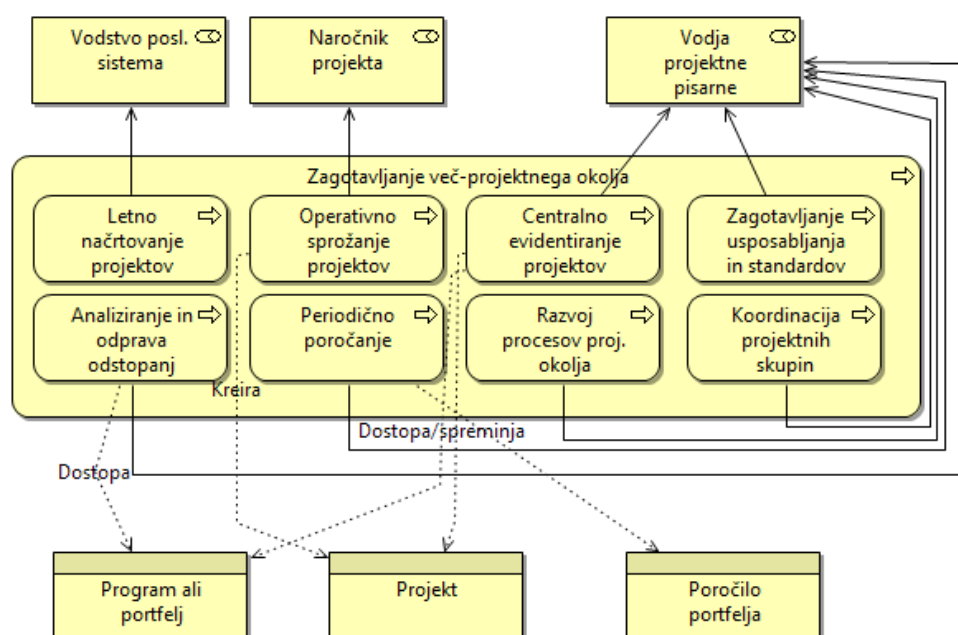 Vodstvo posl.
sistema
Naročnik
projekta
Vodja
projektne
pisarne
Zagotavljanje več-projektnega okolja
Letno
načrtovanje
projektov
Operativno
sprožanje
projektov
Centralno
evidentiranje
projektov
Zagotavljanje
usposabljanja
in standardov
Analiziranje in
odprava
odstopanj
Periodično
poročanje
Razvoj
procesov proj.
okolja
Koordinacija
projektnih
skupin
Kreira
Dostopa/spreminja
Dostopa
Program ali
portfelj
Projekt
Poročilo
portfelja